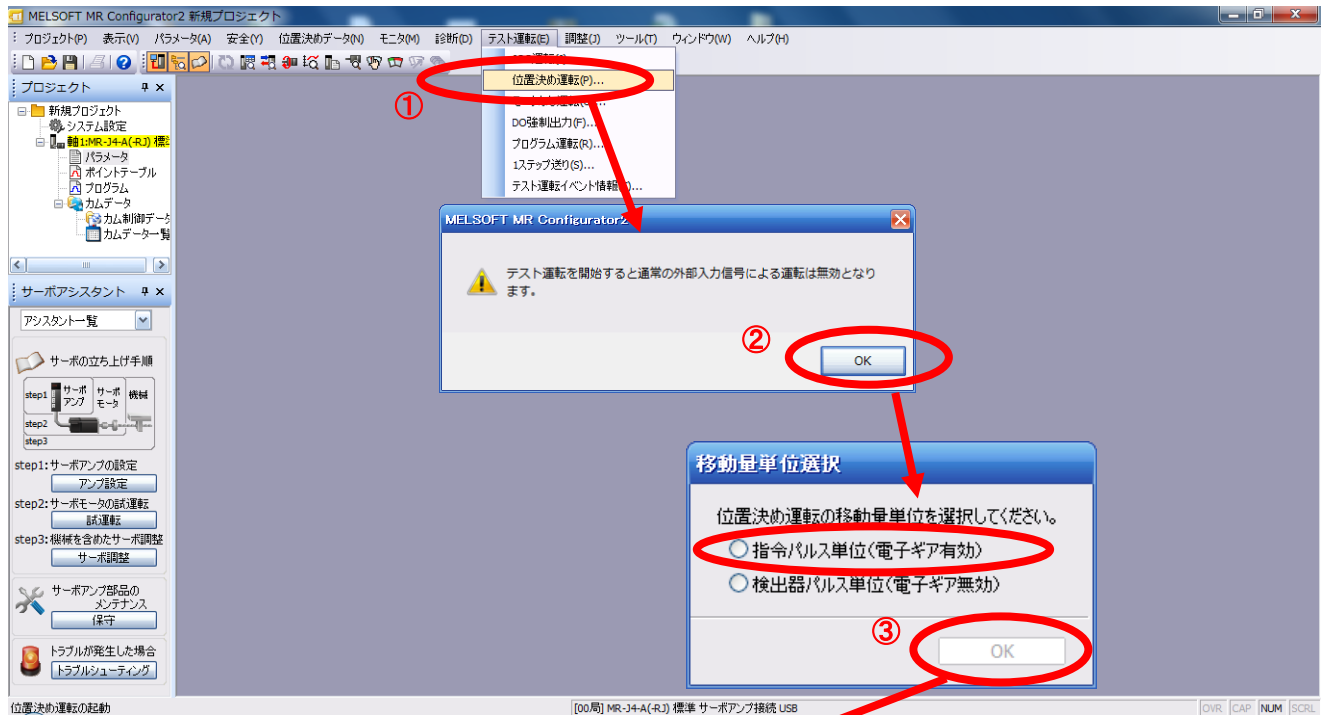 MELSOFT MR Configurator2 新規プロジェクト
プロジェクト(P) 表示(V) パラメータ(A) 安全(Y) 位置決めデータ(N) モニタ(M) 診断(D) テスト運転(E) 調整(J) ツール(T) ウィンドウ(W) ヘルプ(H)
位置決め運転(P)...
①
DO強制出力(F)...
プログラム運転(R)...
1ステップ送り(S)...
テスト運転イベント情報
プロジェクト
新規プロジェクト
システム設定
軸1:MR-J4-A(-RJ) 標準
パラメータ
ポイントテーブル
プログラム
カムデータ
カム制御データ
カムデータ一覧
サーボアシスタント
アシスタント一覧
サーボの立ち上げ手順
step1
サーボ
アンプ
サーボ
モータ
機械
step2
step3
step1:サーボアンプの設定
アンプ設定
step2:サーボモータの試運転
試運転
step3:機械を含めたサーボ調整
サーボ調整
サーボアンプ部品の
メンテナンス
保守
トラブルが発生した場合
トラブルシューティング
MELSOFT MR Configurator2
テスト運転を開始すると通常の外部入力信号による運転は無効となり
ます。
②
OK
移動量単位選択
位置決め運転の移動量単位を選択してください。
指令パルス単位(電子ギア有効)
検出器パルス単位(電子ギア無効)
③
OK
位置決め運転の起動
[00局] MR-J4-A(-RJ) 標準 サーボアンプ接続 USB
OVR CAP NUM SCRL